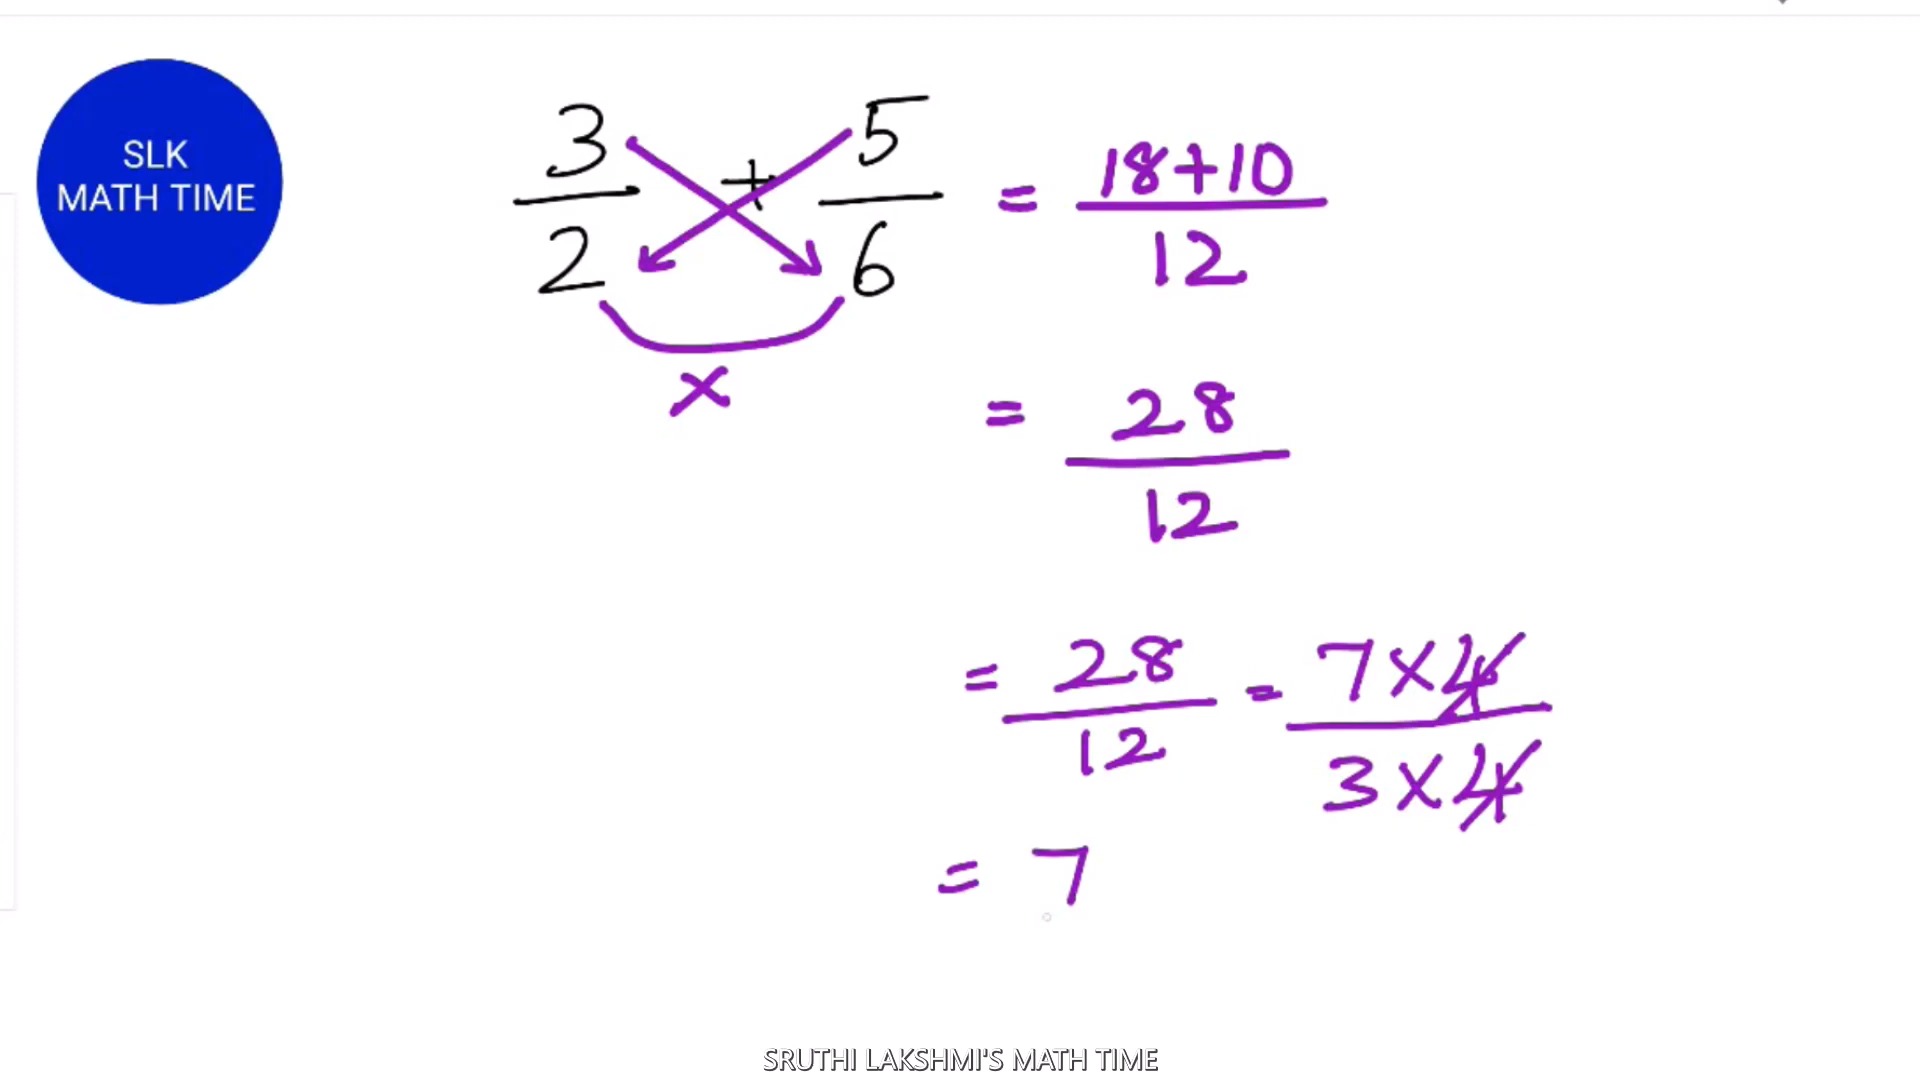 SLK
MATH TIME
3/2 + 5/6 = 18+10/12
×
= 28/12
= 28/12 = 7×4/3×4
= 7
SRUTHI LAKSHMI'S MATH TIME